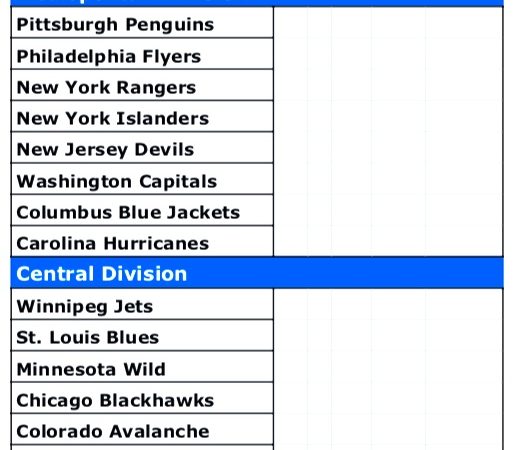 Pittsburgh Penguins
Philadelphia Flyers
New York Rangers
New York Islanders
New Jersey Devils
Washington Capitals
Columbus Blue Jackets
Carolina Hurricanes
Central Division
Winnipeg Jets
St. Louis Blues
Minnesota Wild
Chicago Blackhawks
Colorado Avalanche